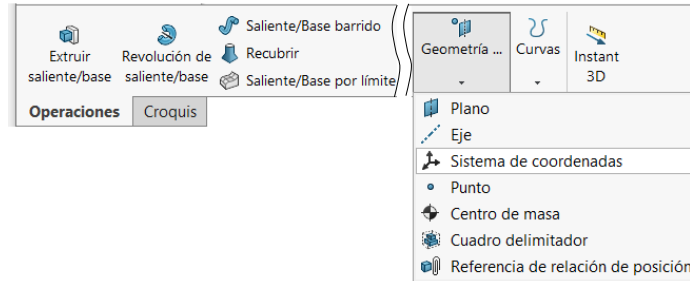 Extruir
saliente/base
Revolución de
saliente/base
Saliente/Base barrido
Recubrir
Saliente/Base por límite
Geometría ...
Curvas
Instant
3D
Operaciones
Croquis
Plano
Eje
Sistema de coordenadas
Punto
Centro de masa
Cuadro delimitador
Referencia de relación de posición